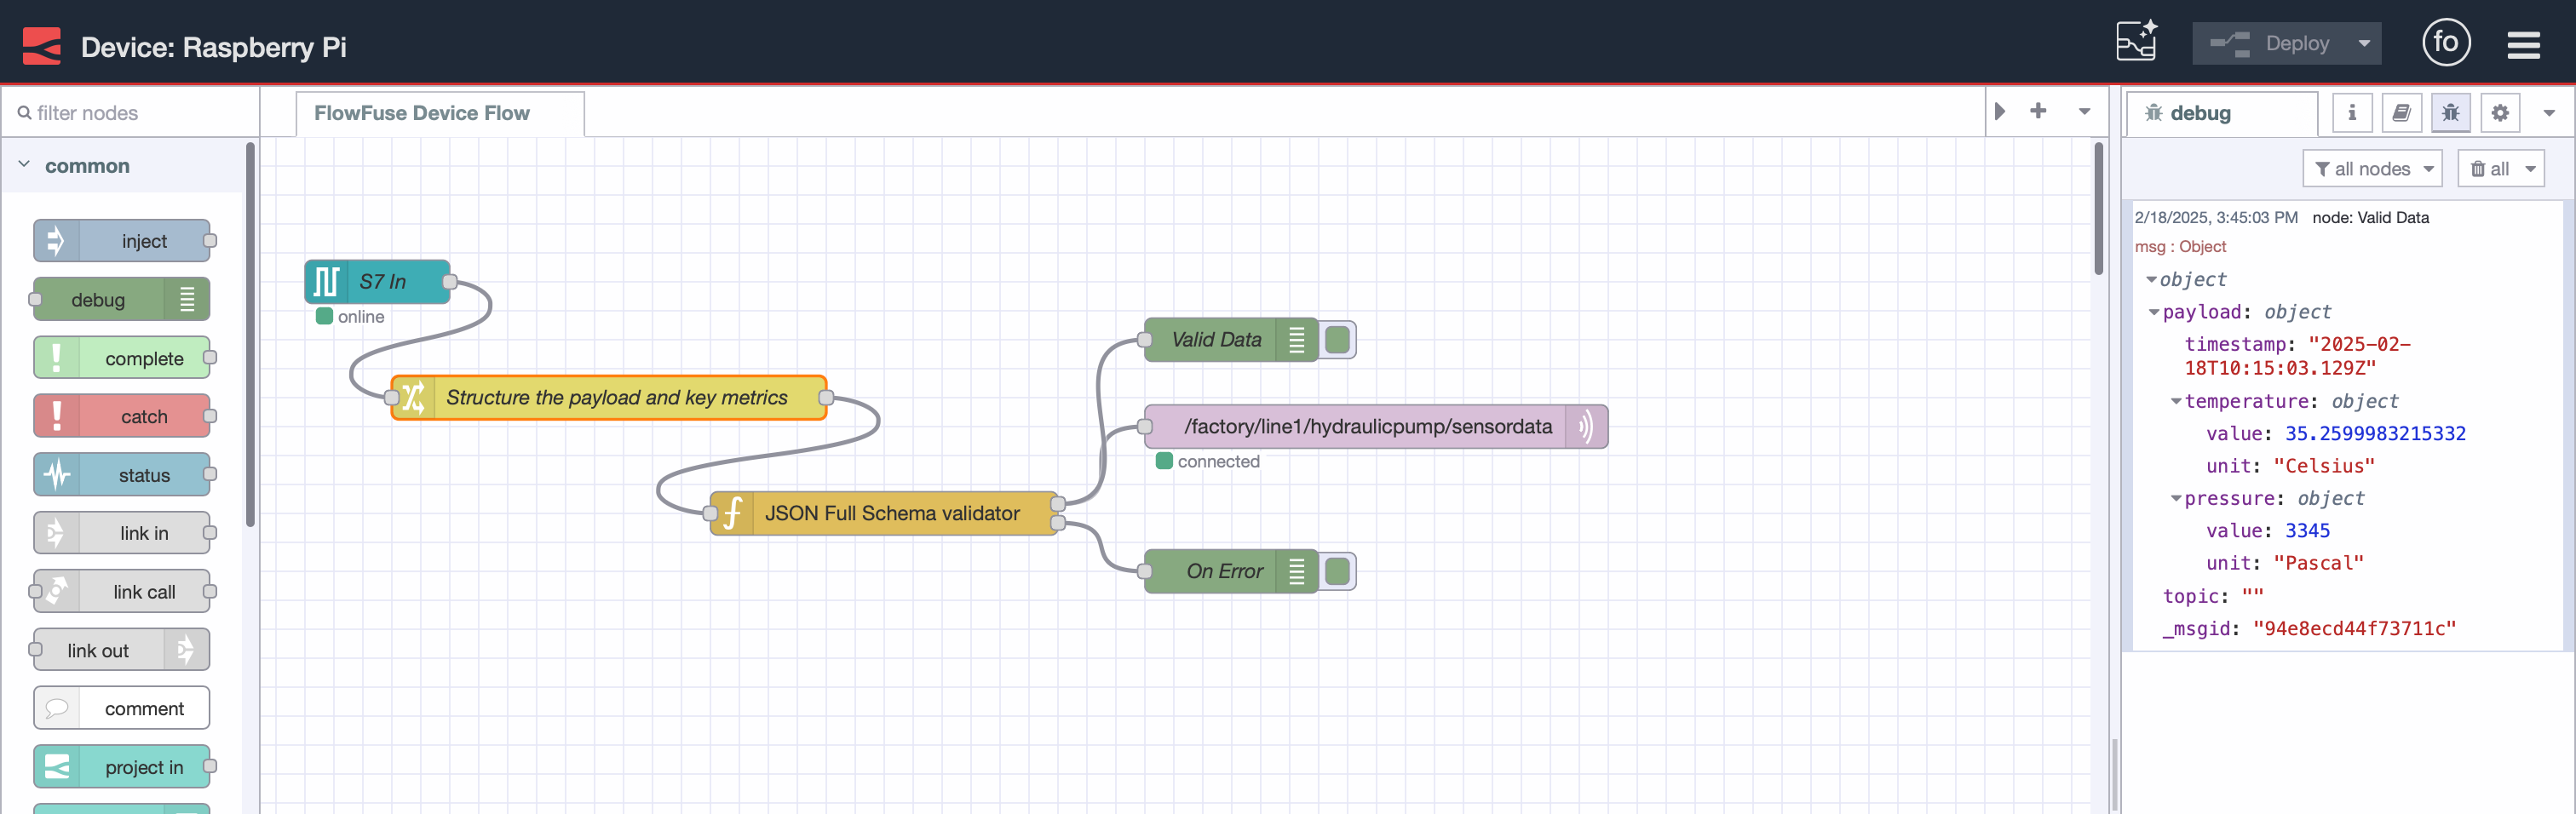 Device: Raspberry Pi
Deploy
fo
filter nodes
FlowFuse Device Flow
debug
i
all nodes
all
common
inject
debug
complete
catch
status
link in
link call
link out
comment
project in
S7 In
online
Structure the payload and key metrics
JSON Full Schema validator
Valid Data
/factory/line1/hydraulicpump/sensordata
connected
On Error
2/18/2025, 3:45:03 PM node: Valid Data
msg : Object
object
payload: object
timestamp: "2025-02-
18T10:15:03.129Z"
temperature: object
value: 35.2599983215332
unit: "Celsius"
pressure: object
value: 3345
unit: "Pascal"
topic: ""
_msgid: "94e8ecd44f73711c"